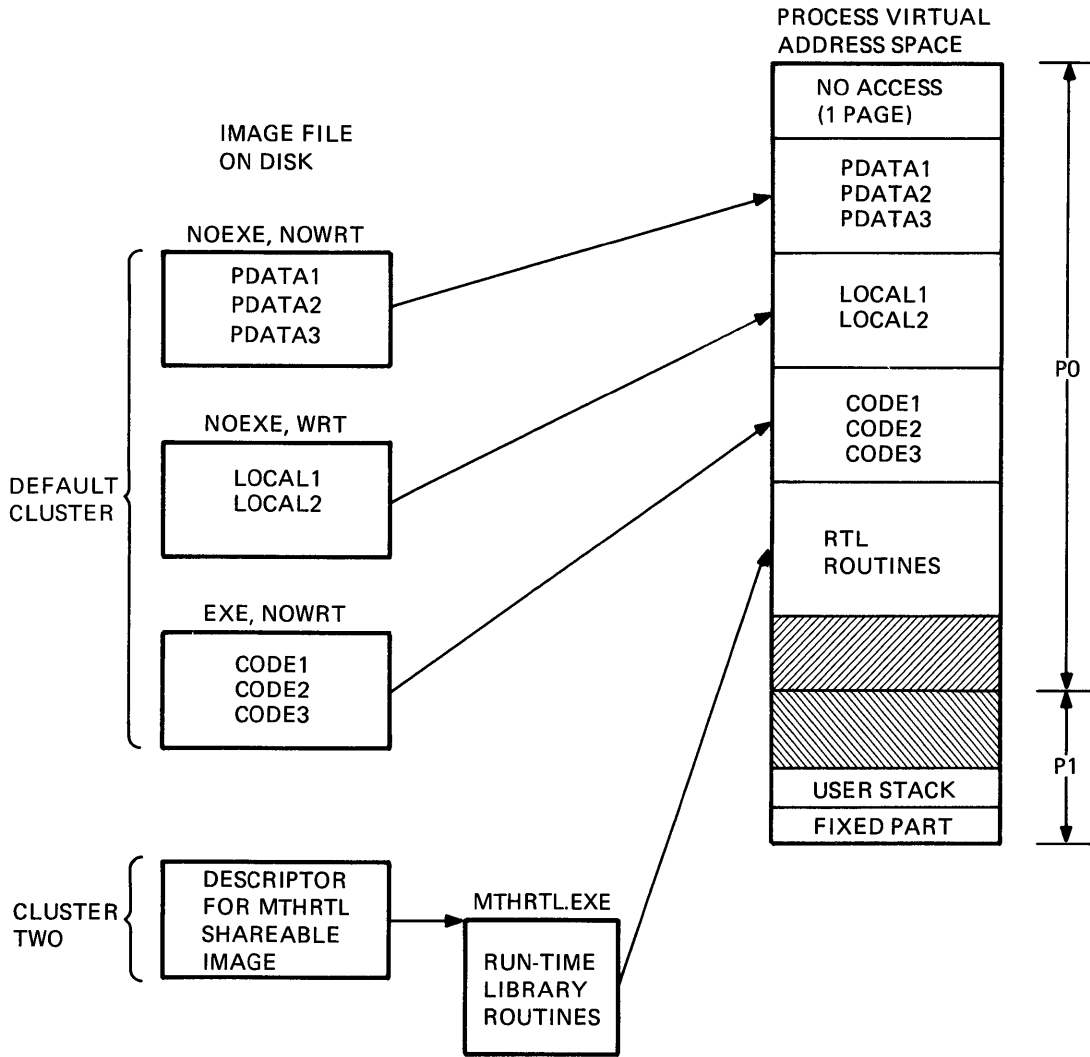 PROCESS VIRTUAL
ADDRESS SPACE
NO ACCESS
(1 PAGE)
PDATA1
PDATA2
PDATA3
LOCAL1
LOCAL2
CODE1
CODE2
CODE3
RTL
ROUTINES
USER STACK
FIXED PART
P0
P1
IMAGE FILE
ON DISK
DEFAULT
CLUSTER
NOEXE, NOWRT
PDATA1
PDATA2
PDATA3
NOEXE, WRT
LOCAL1
LOCAL2
EXE, NOWRT
CODE1
CODE2
CODE3
CLUSTER
TWO
DESCRIPTOR
FOR MTHRTL
SHAREABLE
IMAGE
MTHRTL.EXE
RUN-TIME
LIBRARY
ROUTINES